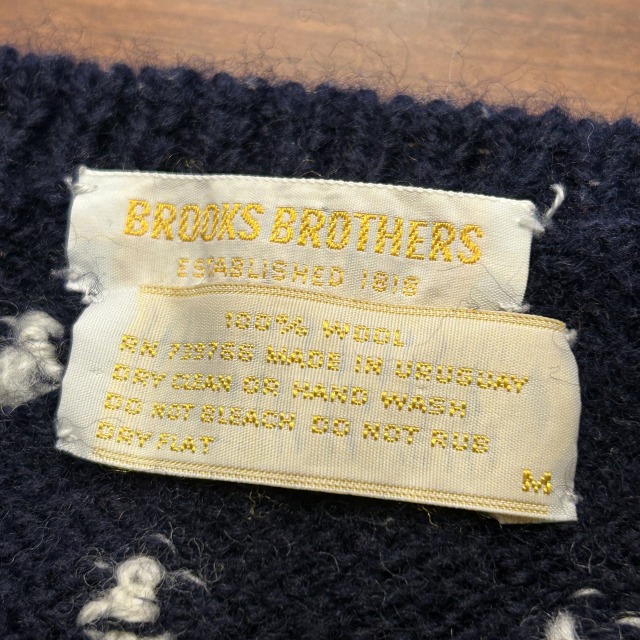 BROOKS BROTHERS
ESTABLISHED 1818
100% WOOL
RN 79376S MADE IN URUGUAY
DRY CLEAN OR HAND WASH
DO NOT BLEACH DO NOT RUB
DRY FLAT
M